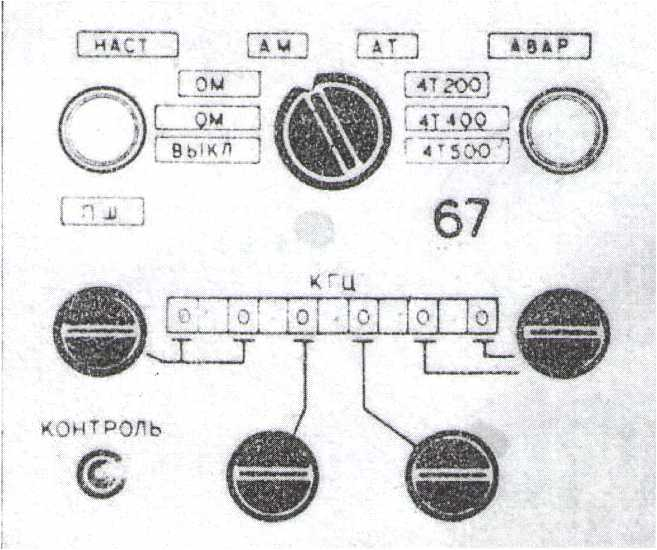 НАСТ АМ АТ АВАР
ОМ 4Т200
ОМ 4Т400
ВЫКЛ 4Т500
ПШ 67
КГЦ
0 0 0 0 0 0
КОНТРОЛЬ